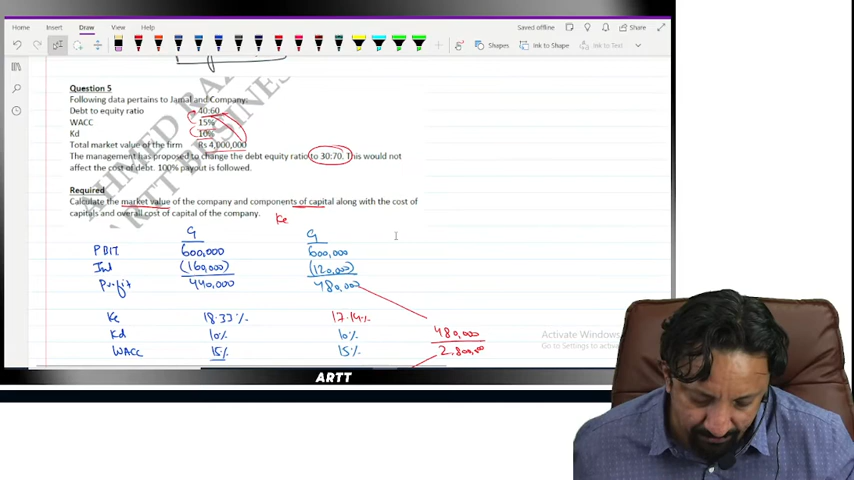 Home Insert Draw View Help Saved offline Share
Shapes Ink to Shape Ink to Text
Question 5
Following data pertains to Jamal and Company:
Debt to equity ratio 40:60
WACC 15%
Kd 10%
Total market value of the firm Rs 4,000,000
The management has proposed to change the debt equity ratio to 30:70. This would not
affect the cost of debt. 100% payout is followed.
Required
Calculate the market value of the company and components of capital along with the cost of
capitals and overall cost of capital of the company.
Ke
G G
PBIT 600,000 600,000
Int (160,000) (120,000)
Profit 440,000 480,000
Ke 18.33% 17.14%
480,000
Kd 10% 10%
WACC 15% 15%
2,800,000
Activate Windows
Go to Settings to activate
ARTT
AHMED RA
ARTT BUSINES